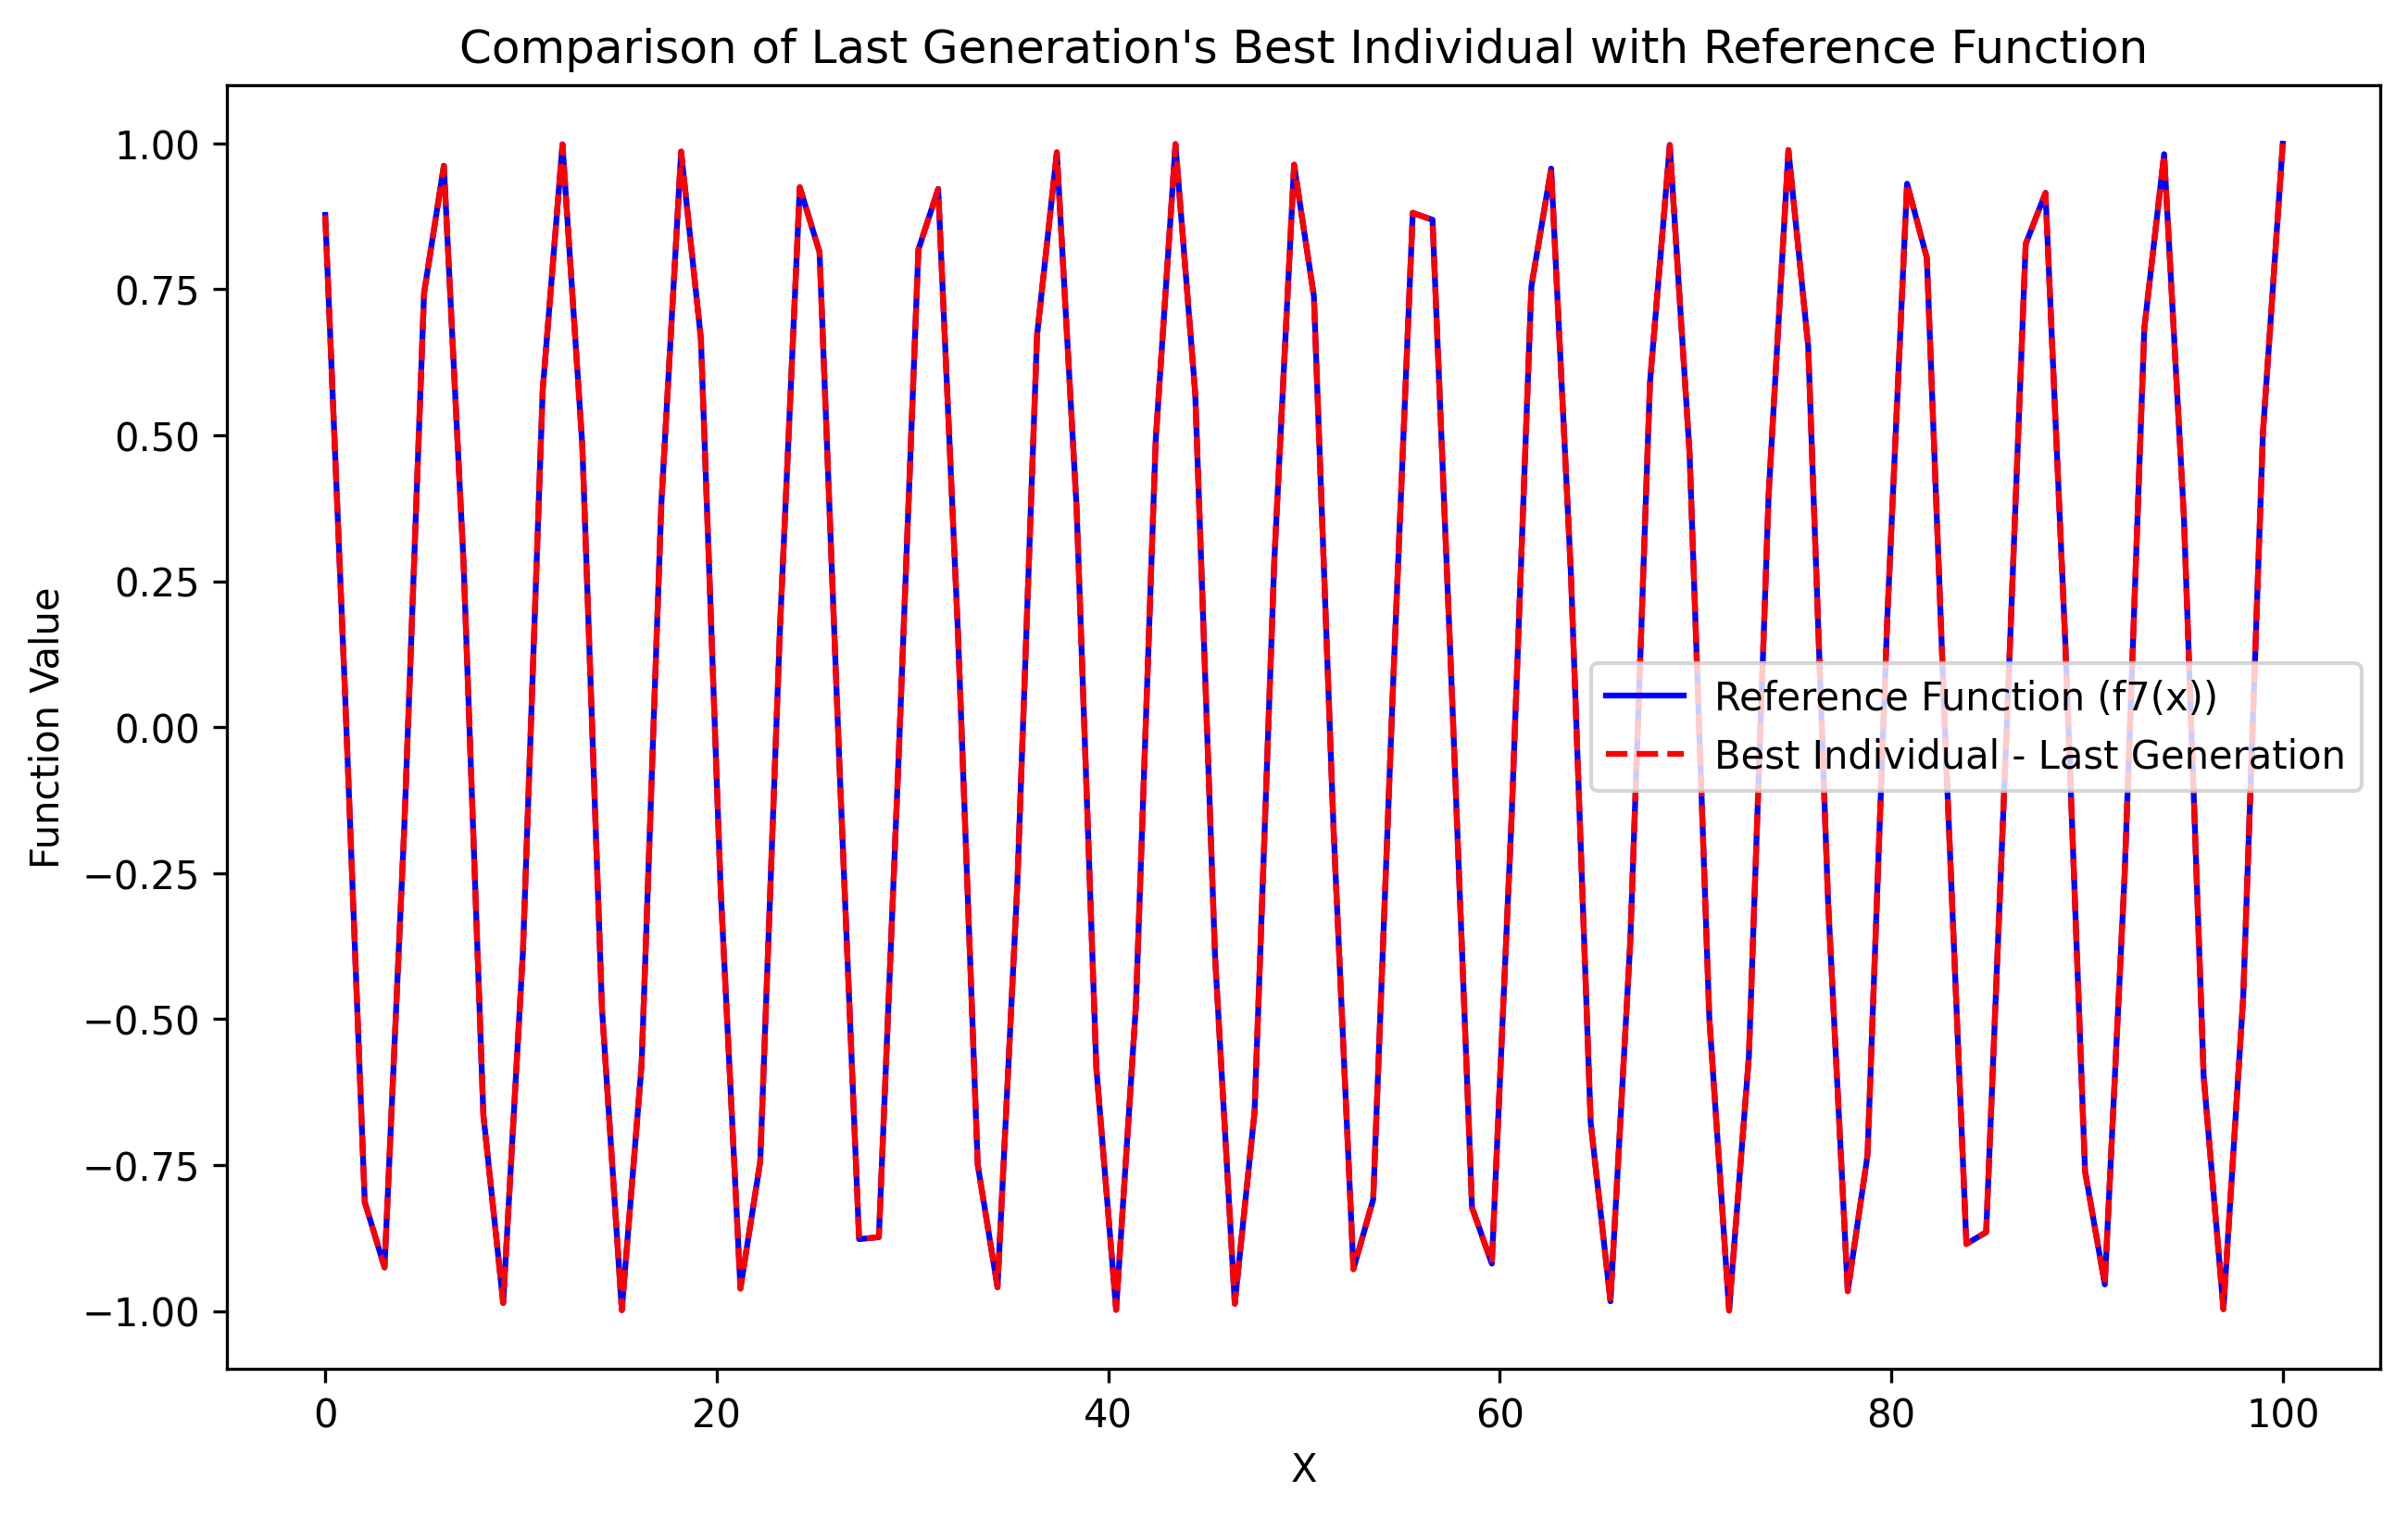 Comparison of Last Generation's Best Individual with Reference Function
1.00
0.75
0.50
0.25
0.00
−0.25
−0.50
−0.75
−1.00
Function Value
Reference Function (f7(x))
Best Individual - Last Generation
0 20 40 60 80 100
X